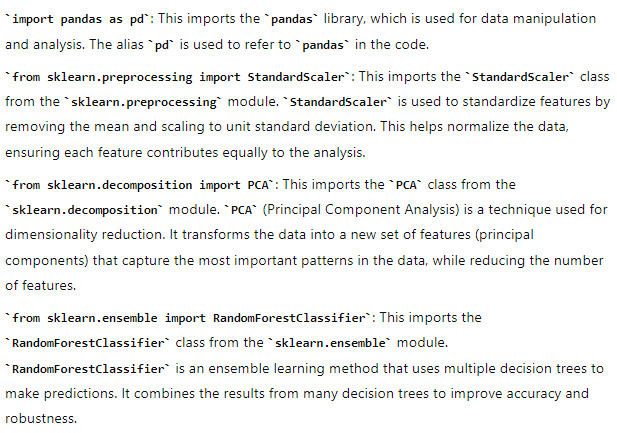 `import pandas as pd`: This imports the `pandas` library, which is used for data manipulation
and analysis. The alias `pd` is used to refer to `pandas` in the code.
`from sklearn.preprocessing import StandardScaler`: This imports the `StandardScaler` class
from the `sklearn.preprocessing` module. `StandardScaler` is used to standardize features by
removing the mean and scaling to unit standard deviation. This helps normalize the data,
ensuring each feature contributes equally to the analysis.
`from sklearn.decomposition import PCA`: This imports the `PCA` class from the
`sklearn.decomposition` module. `PCA` (Principal Component Analysis) is a technique used for
dimensionality reduction. It transforms the data into a new set of features (principal
components) that capture the most important patterns in the data, while reducing the number
of features.
`from sklearn.ensemble import RandomForestClassifier`: This imports the
`RandomForestClassifier` class from the `sklearn.ensemble` module.
`RandomForestClassifier` is an ensemble learning method that uses multiple decision trees to
make predictions. It combines the results from many decision trees to improve accuracy and
robustness.